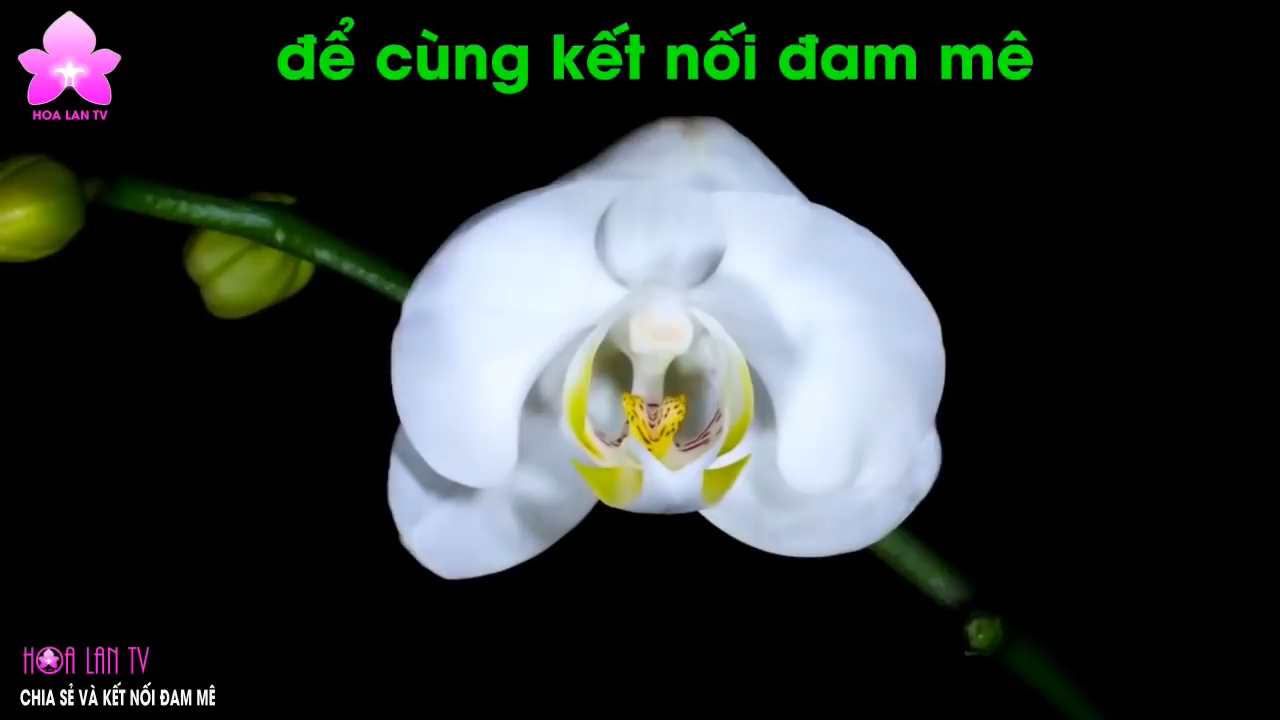 để cùng kết nối đam mê
HOA LAN TV
HOA LAN TV
CHIA SẺ VÀ KẾT NỐI ĐAM MÊ